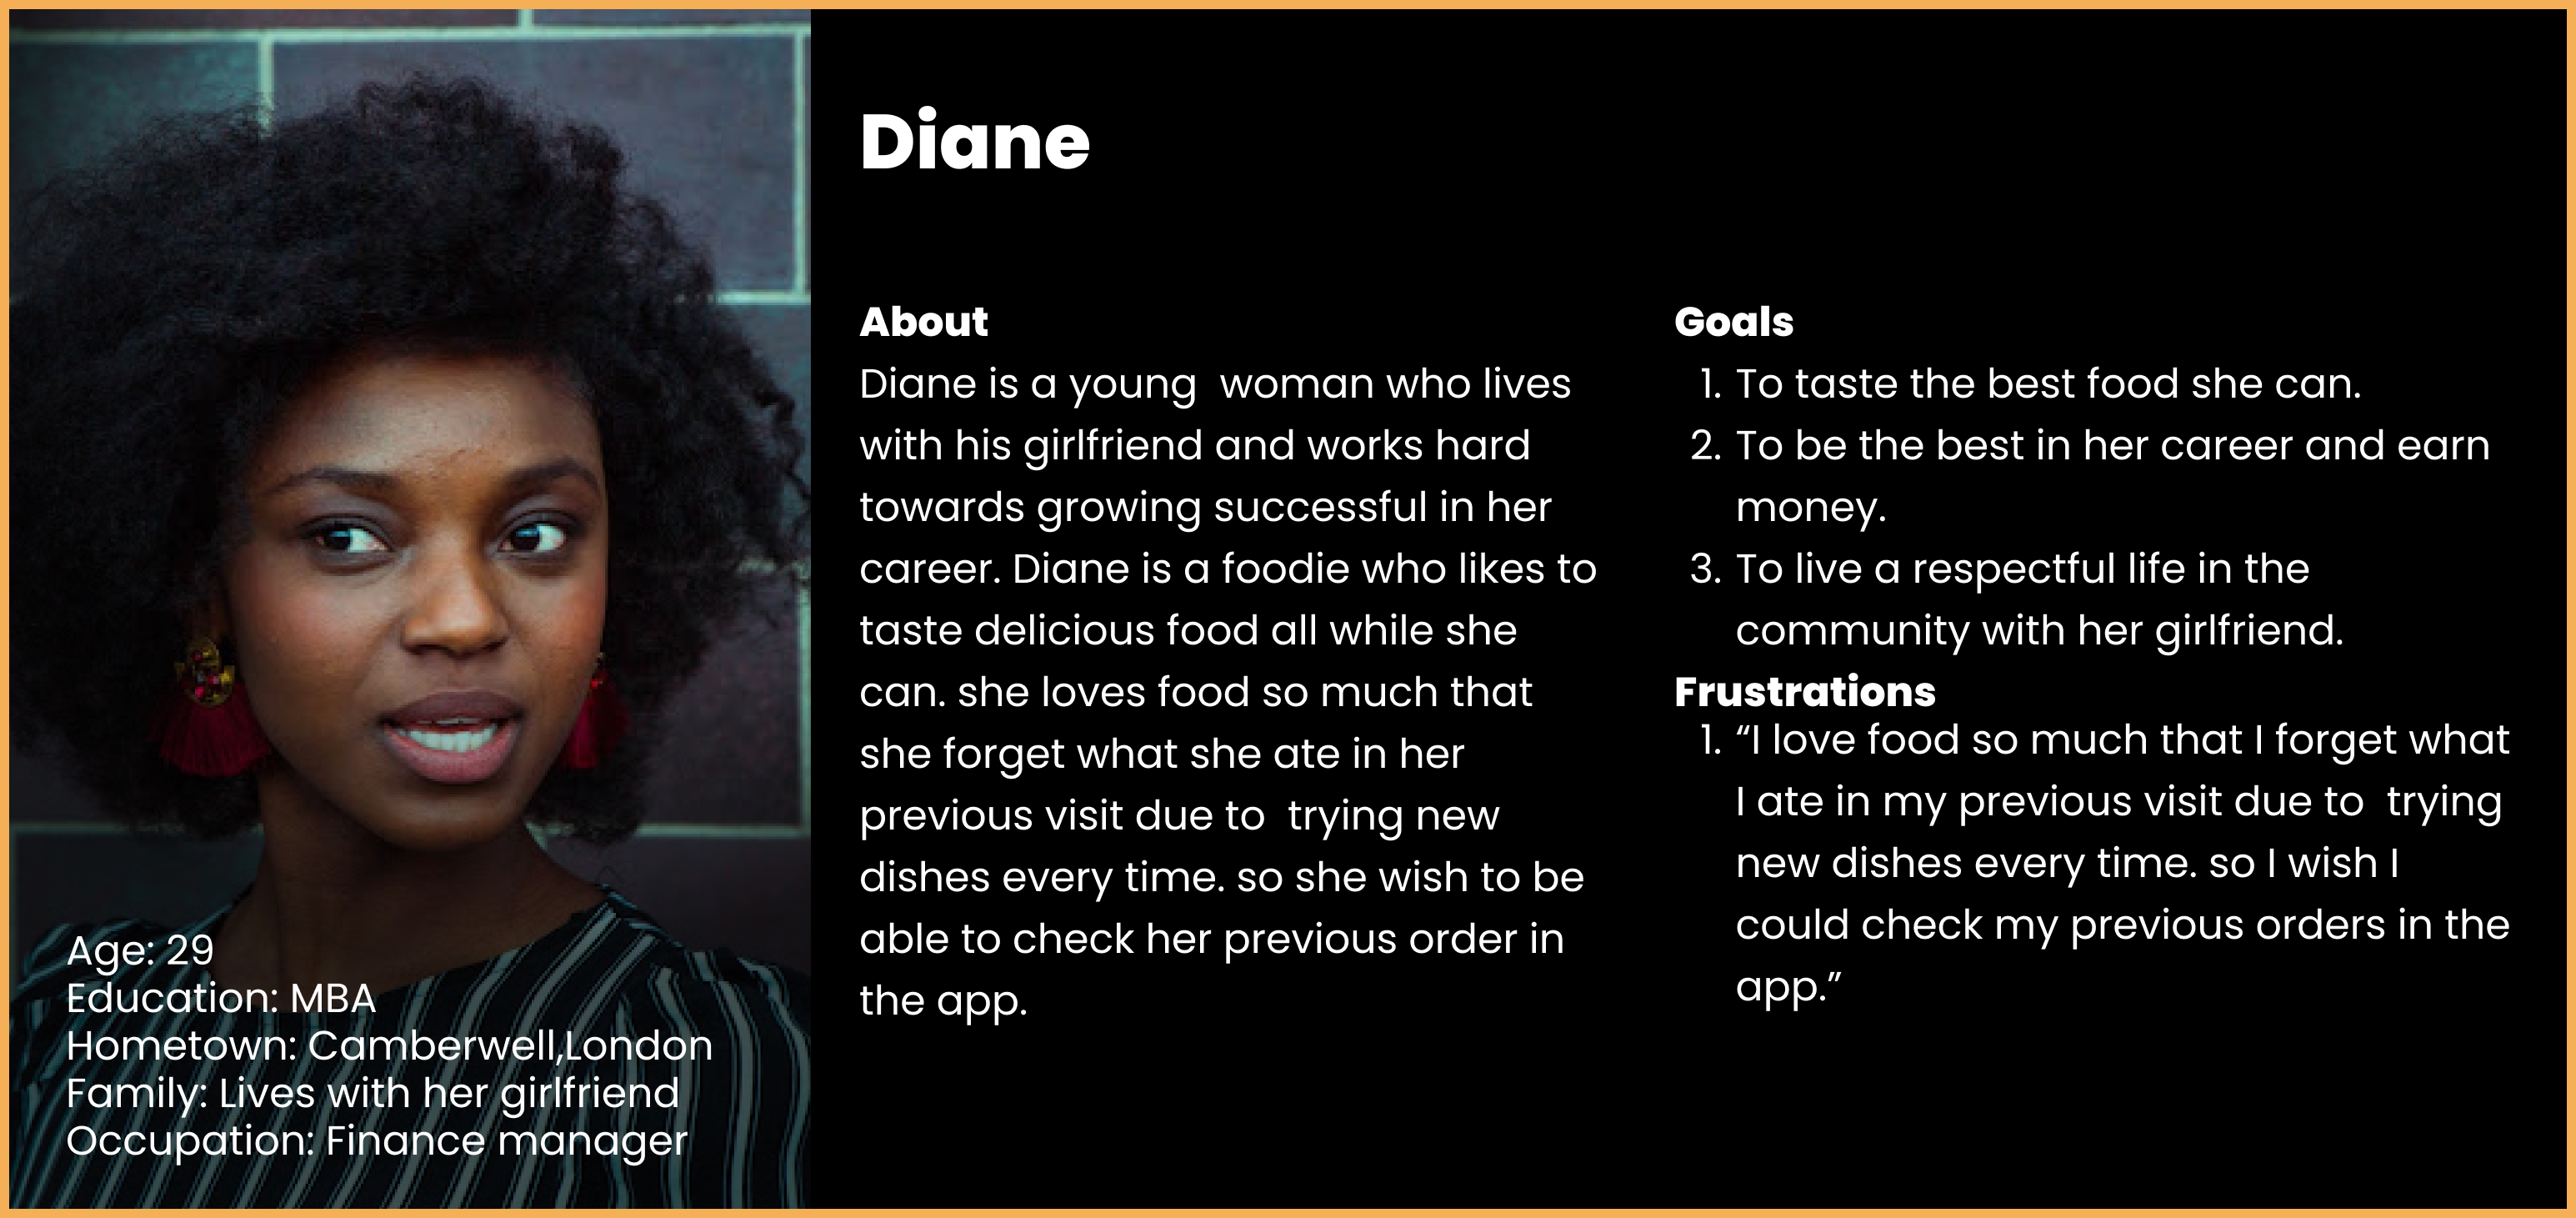 Diane
About
Diane is a young  woman who lives
with his girlfriend and works hard
towards growing successful in her
career. Diane is a foodie who likes to
taste delicious food all while she
can. she loves food so much that
she forget what she ate in her
previous visit due to  trying new
dishes every time. so she wish to be
able to check her previous order in
the app.
Goals
1. To taste the best food she can.
2. To be the best in her career and earn
money.
3. To live a respectful life in the
community with her girlfriend.
Frustrations
1. “I love food so much that I forget what
I ate in my previous visit due to  trying
new dishes every time. so I wish I
could check my previous orders in the
app.”
Age: 29
Education: MBA
Hometown: Camberwell,London
Family: Lives with her girlfriend
Occupation: Finance manager